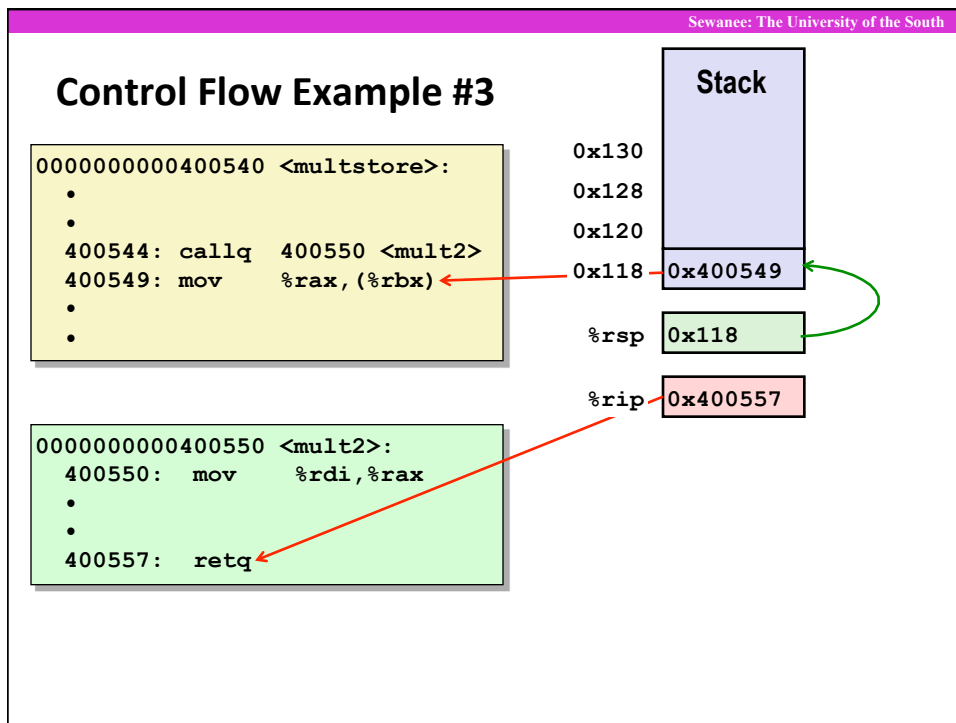 Sewanee: The University of the South
Control Flow Example #3
0000000000400540 <multstore>:
•
•
400544: callq 400550 <mult2>
400549: mov %rax,(%rbx)
•
•
0000000000400550 <mult2>:
400550: mov %rdi,%rax
•
•
400557: retq
Stack
0x130
0x128
0x120
0x118 0x400549
%rsp 0x118
%rip 0x400557